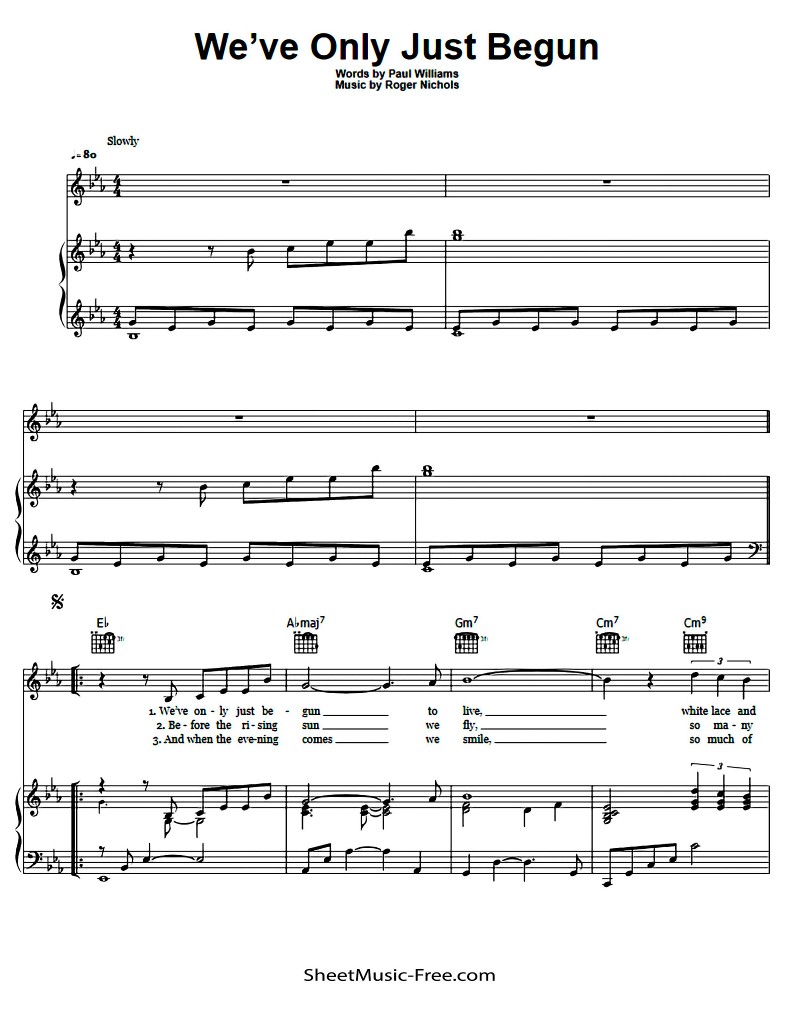 We’ve Only Just Begun
Words by Paul Williams
Music by Roger Nichols
Slowly
♩= 80
E♭ A♭maj7 Gm7 Cm7 Cm9
3fr 3fr 3fr
3
1. We’ve on - ly just be - gun to live, white lace and
2. Be - fore the ri - sing sun we fly, so ma - ny
3. And when the eve-ning comes we smile, so much of
3
SheetMusic-Free.com